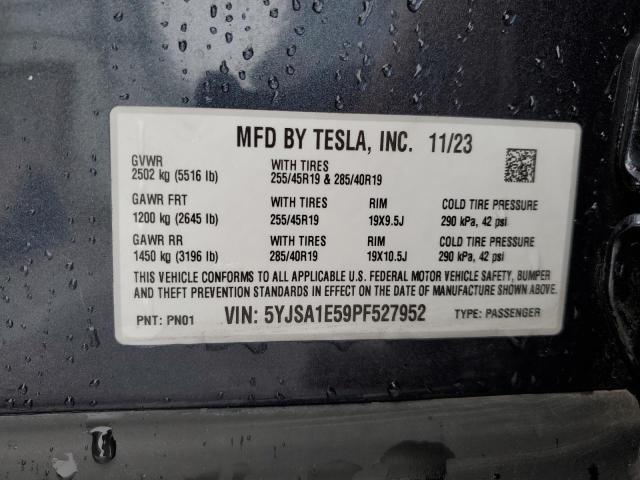 MFD BY TESLA, INC. 11/23
GVWR
2502 kg (5516 lb)
WITH TIRES
255/45R19 & 285/40R19
GAWR FRT WITH TIRES RIM COLD TIRE PRESSURE
1200 kg (2645 lb) 255/45R19 19X9.5J 290 kPa, 42 psi
GAWR RR WITH TIRES RIM COLD TIRE PRESSURE
1450 kg (3196 lb) 285/40R19 19X10.5J 290 kPa, 42 psi
THIS VEHICLE CONFORMS TO ALL APPLICABLE U.S. FEDERAL MOTOR VEHICLE SAFETY, BUMPER
AND THEFT PREVENTION STANDARDS IN EFFECT ON THE DATE OF MANUFACTURE SHOWN ABOVE.
PNT: PN01 VIN: 5YJSA1E59PF527952 TYPE: PASSENGER